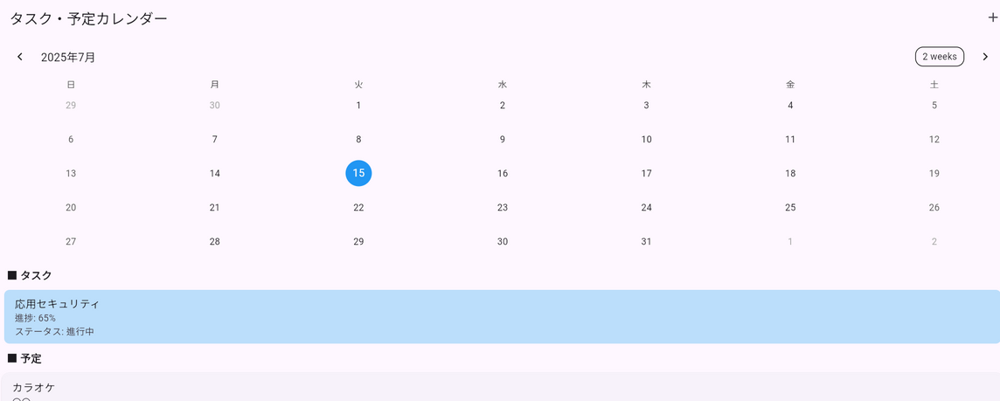 タスク・予定カレンダー +
2025年7月 2 weeks
日 月 火 水 木 金 土
29 30 1 2 3 4 5
6 7 8 9 10 11 12
13 14 15 16 17 18 19
20 21 22 23 24 25 26
27 28 29 30 31 1 2
■ タスク
応用セキュリティ
進捗: 65%
ステータス: 進行中
■ 予定
カラオケ